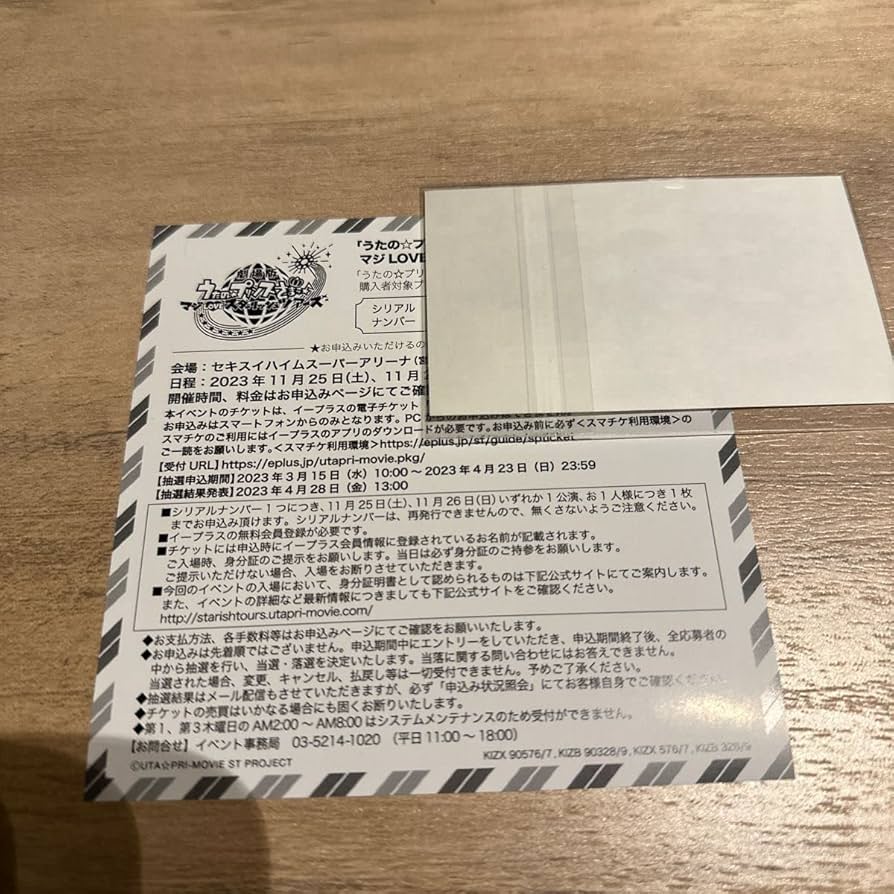 劇場版
うたの☆プリンスさまっ♪
マジLOVEスターリッシュツアーズ
「うたの☆プ
マジ LOVE
「うたの☆プリ
購入者対象プ
シリアル
ナンバー
★お申込みいただけるの
会場：セキスイハイムスーパーアリーナ（宮
日程：2023年11月25日(土)、11月
開催時間、料金はお申込みページにてご確
本イベントのチケットは、イープラスの電子チケット
お申込みはスマートフォンからのみとなります。PC
スマチケのご利用にはイープラスのアプリのダウンロードが必要です。お申込み前に必ず<スマチケ利用環境>の
ご一読をお願いします。<スマチケ利用環境>https://eplus.jp/sf/guide/spticket
【受付 URL】https://eplus.jp/utapri-movie.pkg/
【抽選申込期間】2023年3月15日（水）10:00～2023年4月23日（日）23:59
【抽選結果発表】2023年4月28日（金）13:00
■シリアルナンバー1つにつき、11月25日(土)、11月26日(日)いずれか1公演、お1人様につき1枚
までお申込み頂けます。シリアルナンバーは、再発行できませんので、無くさないようご注意ください。
■イープラスの無料会員登録が必要です。
■チケットには申込時にイープラス会員情報に登録されているお名前が記載されます。
ご入場時、身分証のご提示をお願いします。当日は必ず身分証のご持参をお願いします。
ご提示いただけない場合、入場をお断りさせていただきます。
■今回のイベントの入場において、身分証明書として認められるものは下記公式サイトにてご案内します。
また、イベントの詳細など最新情報につきましても下記公式サイトをご確認ください。
http://starishtours.utapri-movie.com/
◆お支払方法、各手数料等はお申込みページにてご確認をお願いいたします。
◆お申込みは先着順ではございません。申込期間中にエントリーをしていただき、申込期間終了後、全応募者の
中から抽選を行い、当選・落選を決定いたします。当落に関する問い合わせにはお答えできません。
当選された場合、変更、キャンセル、払戻し等は一切受付できません。予めご了承ください。
◆抽選結果はメール配信もさせていただきますが、必ず「申込み状況照会」にてお客様自身でご確認ください。
◆チケットの売買はいかなる場合にも固くお断りいたします。
◆第1、第3木曜日のAM2:00～AM8:00はシステムメンテナンスのため受付ができません。
【お問合せ】イベント事務局　03-5214-1020　（平日11:00～18:00）
©UTA☆PRI-MOVIE ST PROJECT
KIZX 90576/7, KIZB 90328/9, KIZX 576/7, KIZB 328/9